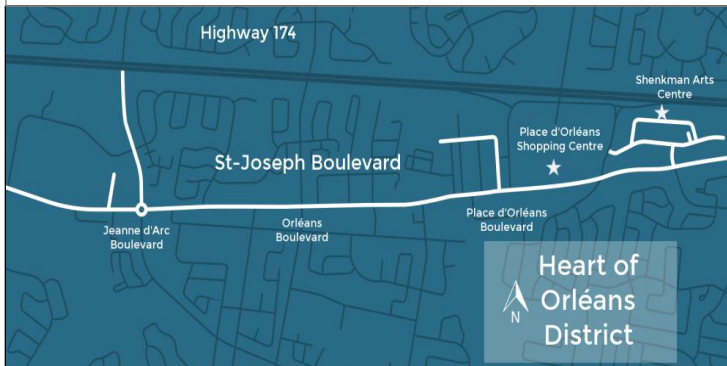 Highway 174
Shenkman Arts
Centre
Place d'Orléans
Shopping Centre
St-Joseph Boulevard
Jeanne d'Arc
Boulevard
Orléans
Boulevard
Place d'Orléans
Boulevard
Heart of
Orléans
District
N